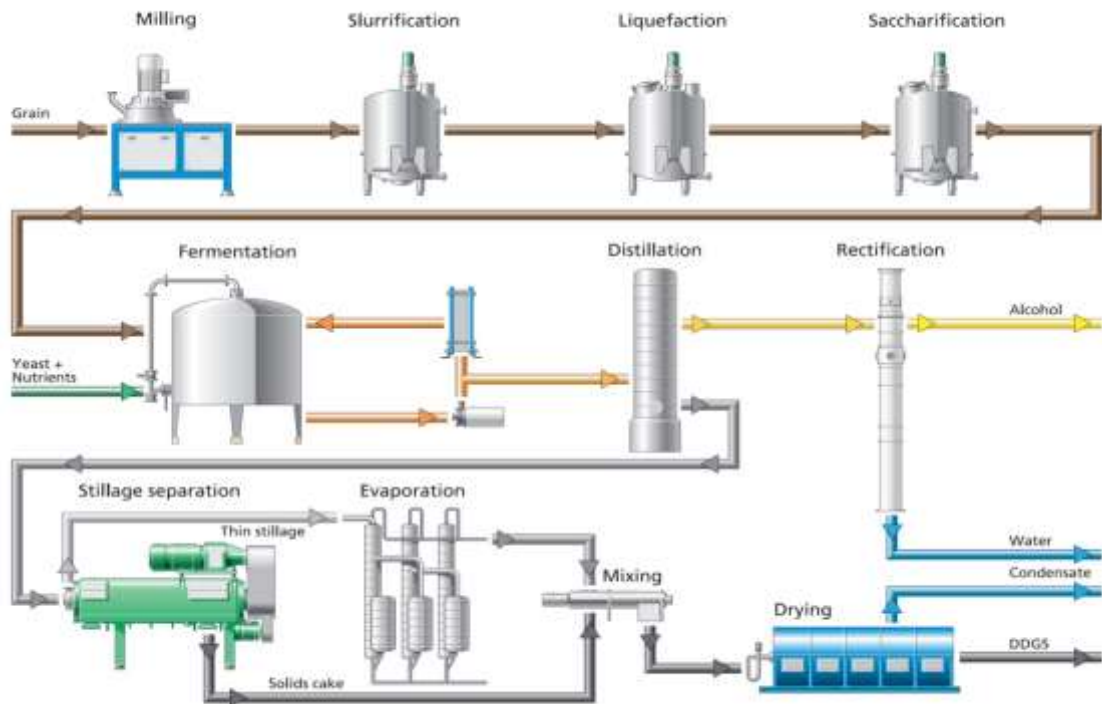 Milling
Slurrification
Liquefaction
Saccharification
Grain
Fermentation
Distillation
Rectification
Alcohol
Yeast +
Nutrients
Stillage separation
Evaporation
Thin stillage
Water
Mixing
Condensate
Drying
DDGS
Solids cake